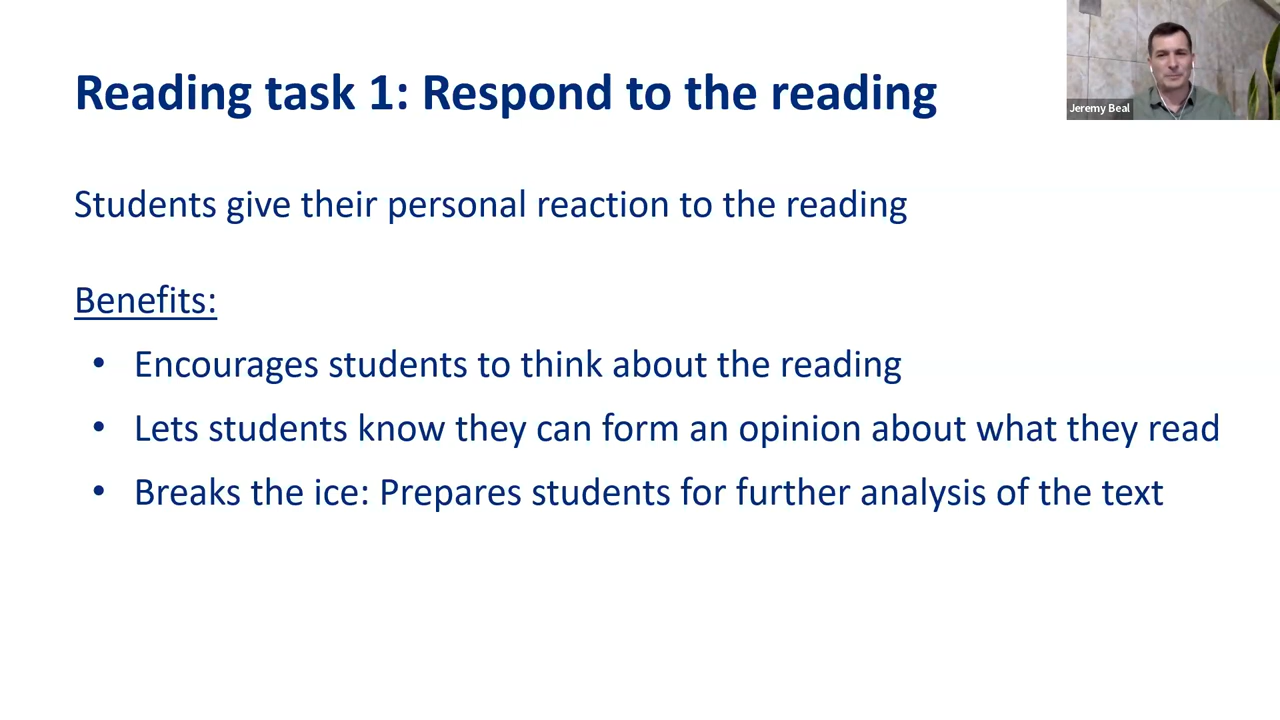 Reading task 1: Respond to the reading
Jeremy Beal
Students give their personal reaction to the reading
Benefits:
• Encourages students to think about the reading
• Lets students know they can form an opinion about what they read
• Breaks the ice: Prepares students for further analysis of the text